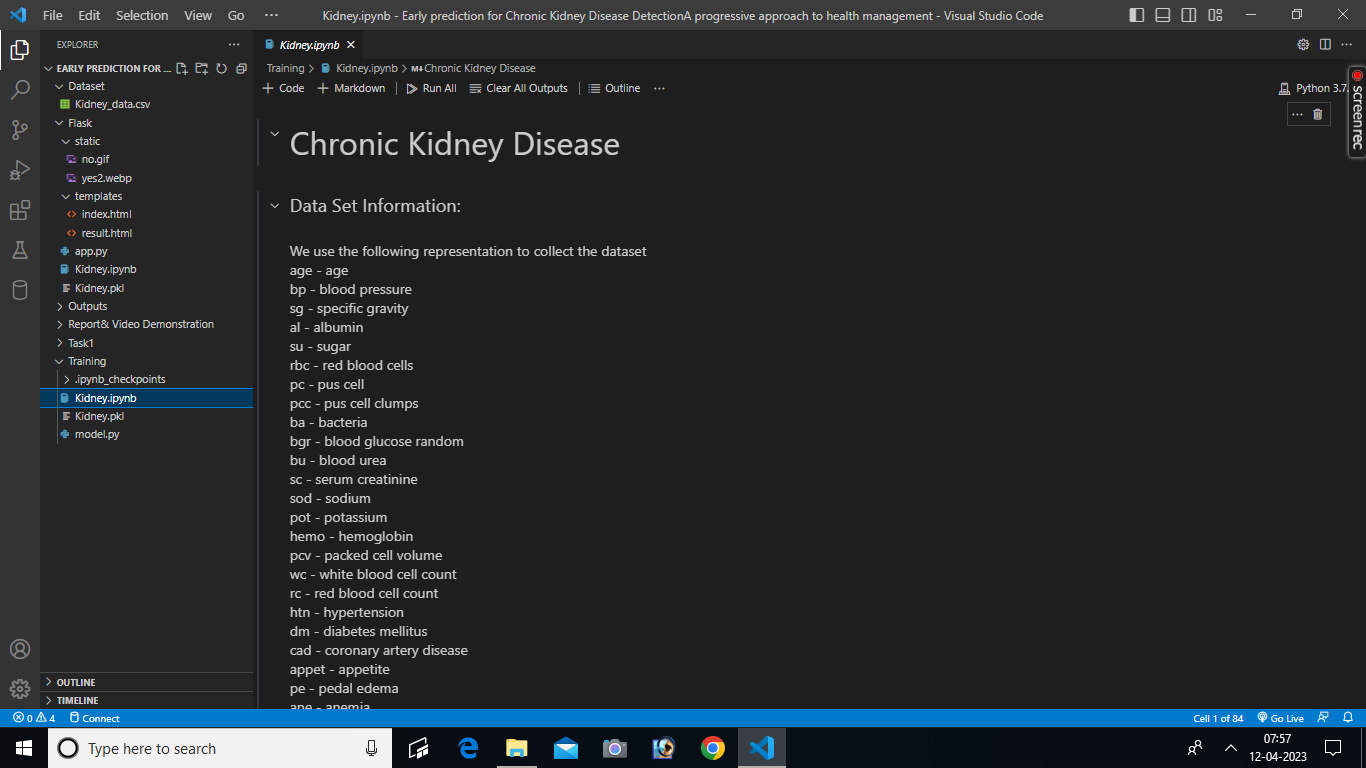 File Edit Selection View Go ··· Kidney.ipynb - Early prediction for Chronic Kidney Disease DetectionA progressive approach to health management - Visual Studio Code
EXPLORER ···
EARLY PREDICTION FOR ...
Dataset
Kidney_data.csv
Flask
static
no.gif
yes2.webp
templates
index.html
result.html
app.py
Kidney.ipynb
Kidney.pkl
Outputs
Report& Video Demonstration
Task1
Training
.ipynb_checkpoints
Kidney.ipynb
Kidney.pkl
model.py
OUTLINE
TIMELINE
Kidney.ipynb
Training > Kidney.ipynb > M↓Chronic Kidney Disease
+ Code + Markdown Run All Clear All Outputs Outline ··· Python 3.7.
screenrec
Chronic Kidney Disease
Data Set Information:
We use the following representation to collect the dataset
age - age
bp - blood pressure
sg - specific gravity
al - albumin
su - sugar
rbc - red blood cells
pc - pus cell
pcc - pus cell clumps
ba - bacteria
bgr - blood glucose random
bu - blood urea
sc - serum creatinine
sod - sodium
pot - potassium
hemo - hemoglobin
pcv - packed cell volume
wc - white blood cell count
rc - red blood cell count
htn - hypertension
dm - diabetes mellitus
cad - coronary artery disease
appet - appetite
pe - pedal edema
ane - anemia
0 4 Connect Cell 1 of 84 Go Live
Type here to search
07:57
12-04-2023